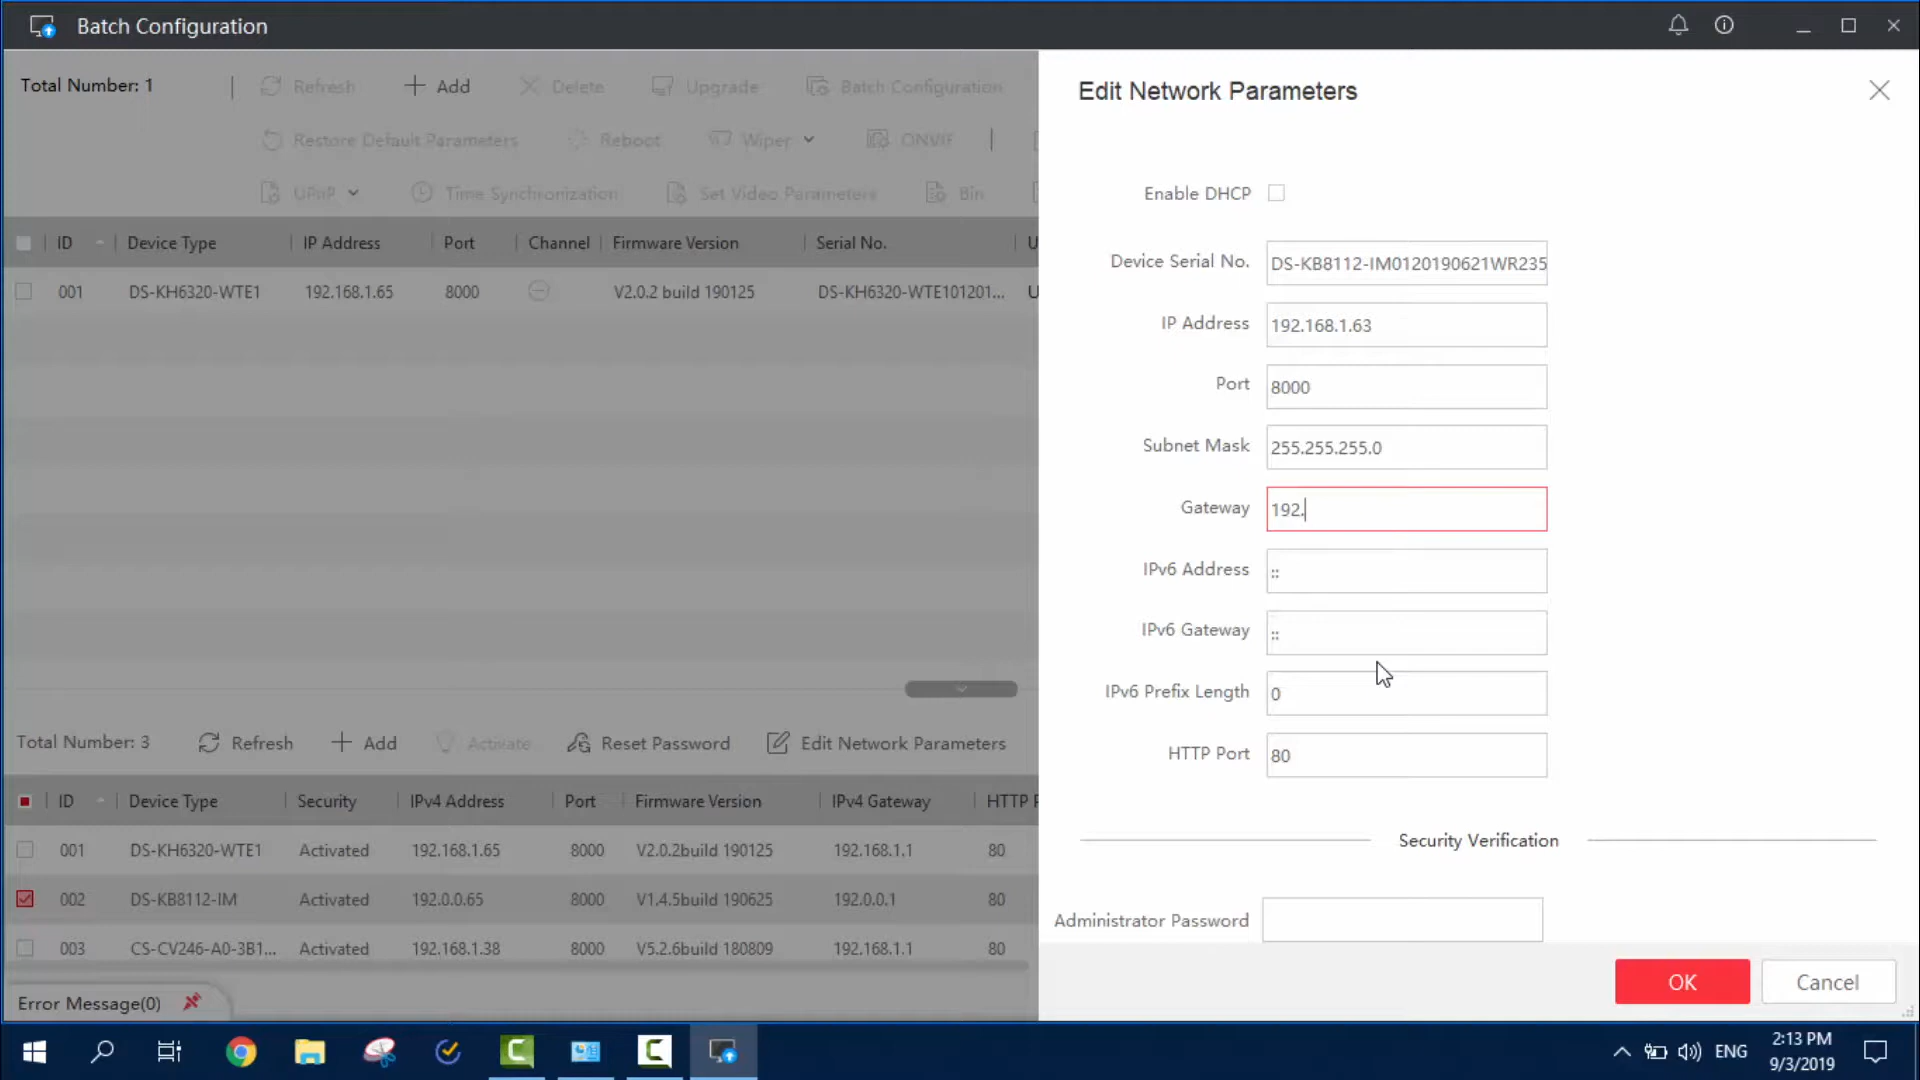 Batch Configuration
Total Number: 1
Refresh
Add
Delete
Upgrade
Batch Configuration
Restore Default Parameters
Reboot
Wiper
ONVIF
UPnP
Time Synchronization
Set Video Parameters
Bin
ID Device Type IP Address Port Channel Firmware Version Serial No. U
001 DS-KH6320-WTE1 192.168.1.65 8000 V2.0.2 build 190125 DS-KH6320-WTE101201... U
Total Number: 3
Refresh
Add
Activate
Reset Password
Edit Network Parameters
ID Device Type Security IPv4 Address Port Firmware Version IPv4 Gateway HTTP P
001 DS-KH6320-WTE1 Activated 192.168.1.65 8000 V2.0.2build 190125 192.168.1.1 80
002 DS-KB8112-IM Activated 192.0.0.65 8000 V1.4.5build 190625 192.0.0.1 80
003 CS-CV246-A0-3B1... Activated 192.168.1.38 8000 V5.2.6build 180809 192.168.1.1 80
Error Message(0)
Edit Network Parameters
Enable DHCP
Device Serial No. DS-KB8112-IM0120190621WR235
IP Address 192.168.1.63
Port 8000
Subnet Mask 255.255.255.0
Gateway 192.
IPv6 Address ::
IPv6 Gateway ::
IPv6 Prefix Length 0
HTTP Port 80
Security Verification
Administrator Password
OK
Cancel
ENG
2:13 PM
9/3/2019